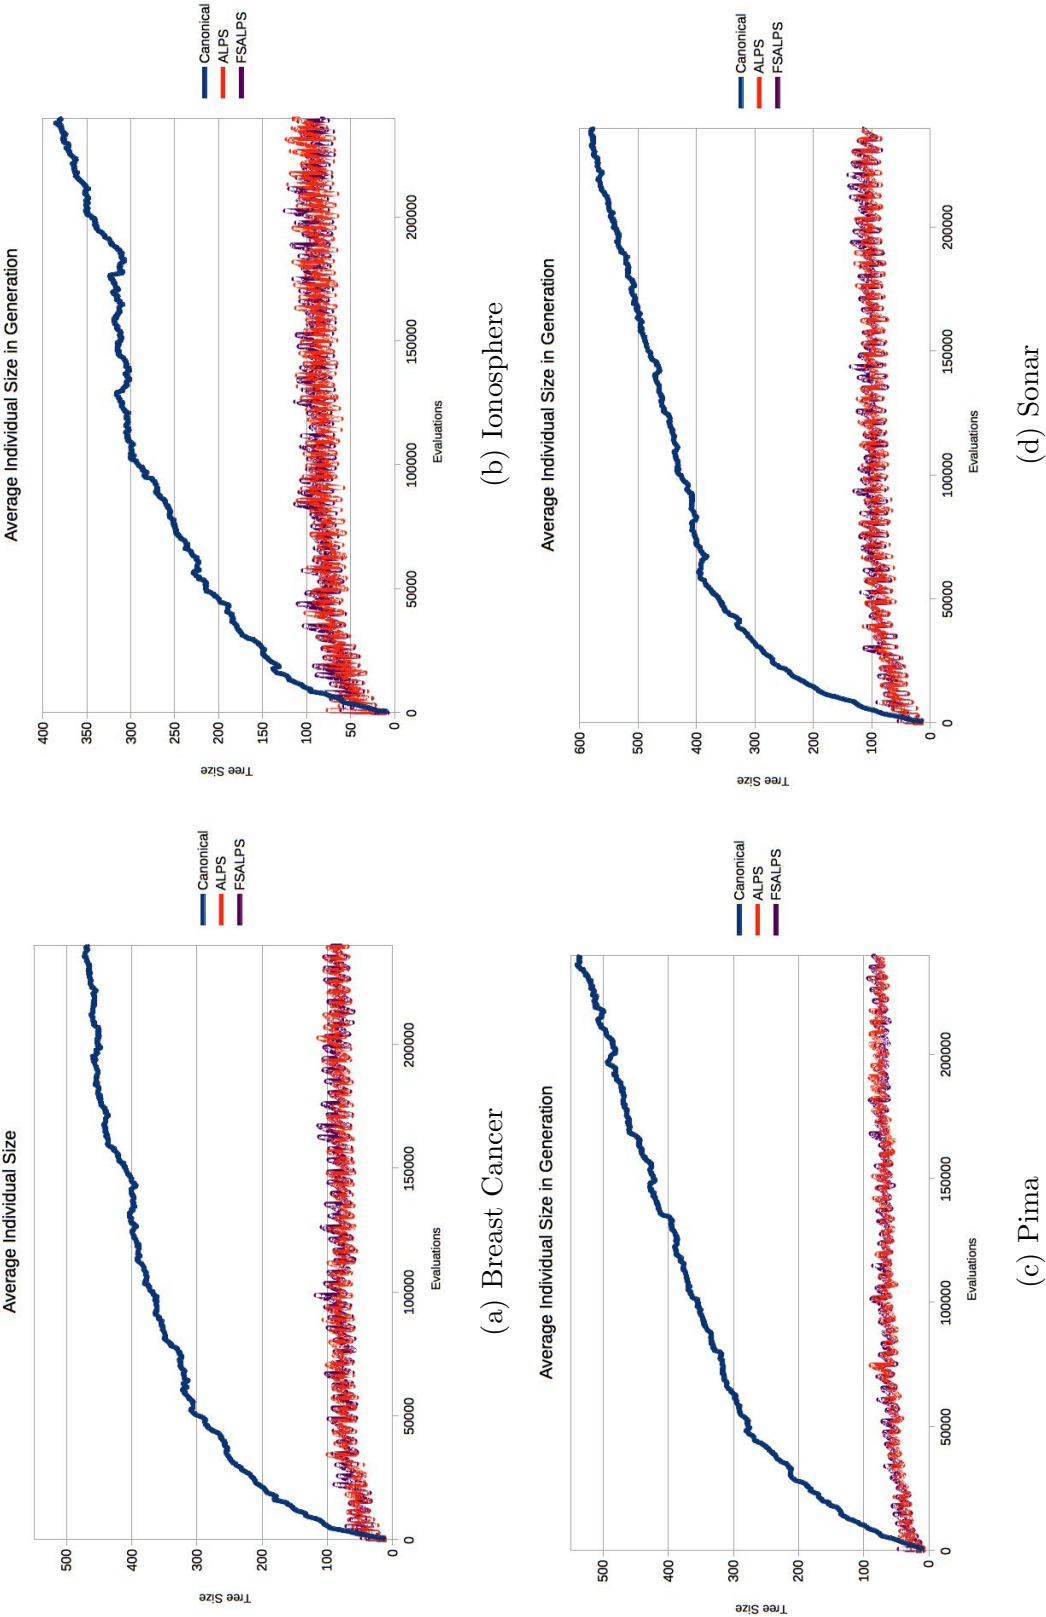 Average Individual Size
Tree Size
500
400
300
200
100
0
0
50000
100000
150000
200000
Evaluations
Canonical
ALPS
FSALPS
(a) Breast Cancer
Average Individual Size in Generation
Tree Size
400
350
300
250
200
150
100
50
0
0
50000
100000
150000
200000
Evaluations
Canonical
ALPS
FSALPS
(b) Ionosphere
Average Individual Size in Generation
Tree Size
500
400
300
200
100
0
0
50000
100000
150000
200000
Evaluations
Canonical
ALPS
FSALPS
(c) Pima
Average Individual Size in Generation
Tree Size
600
500
400
300
200
100
0
0
50000
100000
150000
200000
Evaluations
Canonical
ALPS
FSALPS
(d) Sonar